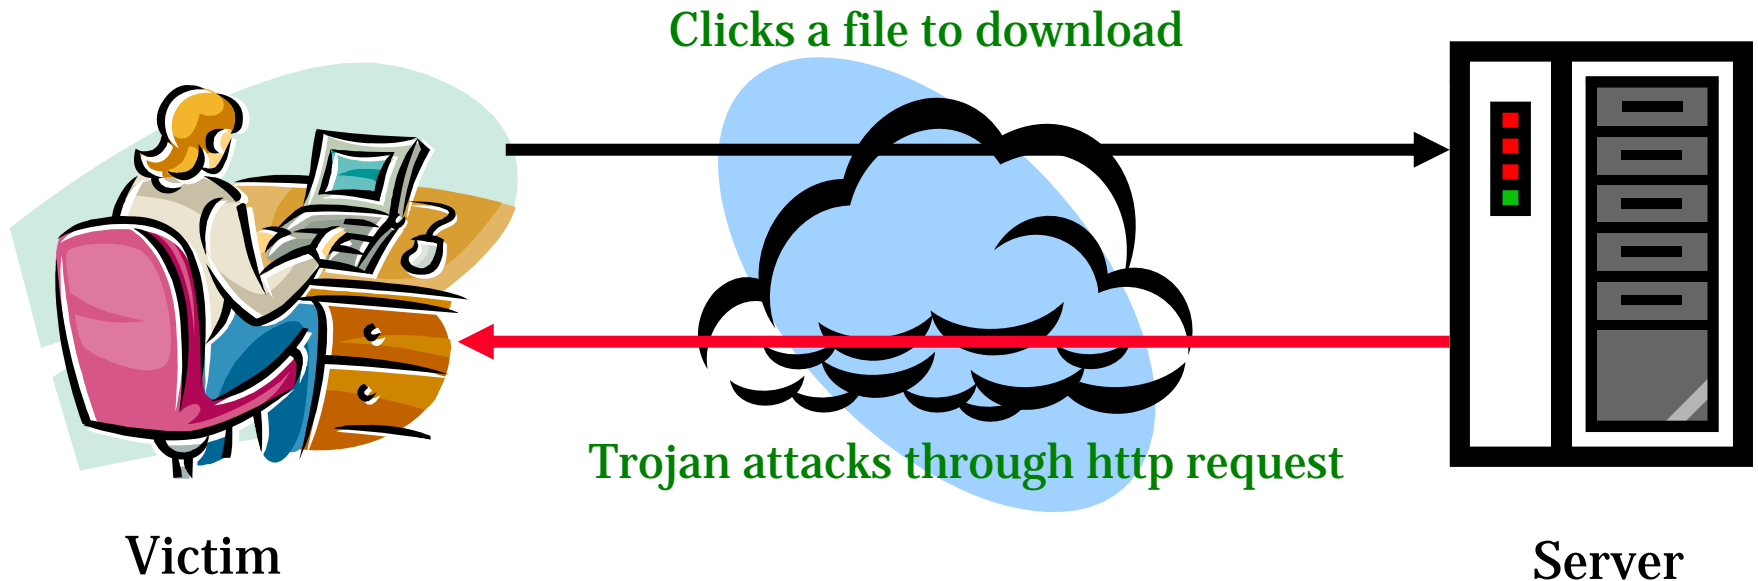 Clicks a file to download
Trojan attacks through http request
Victim
Server